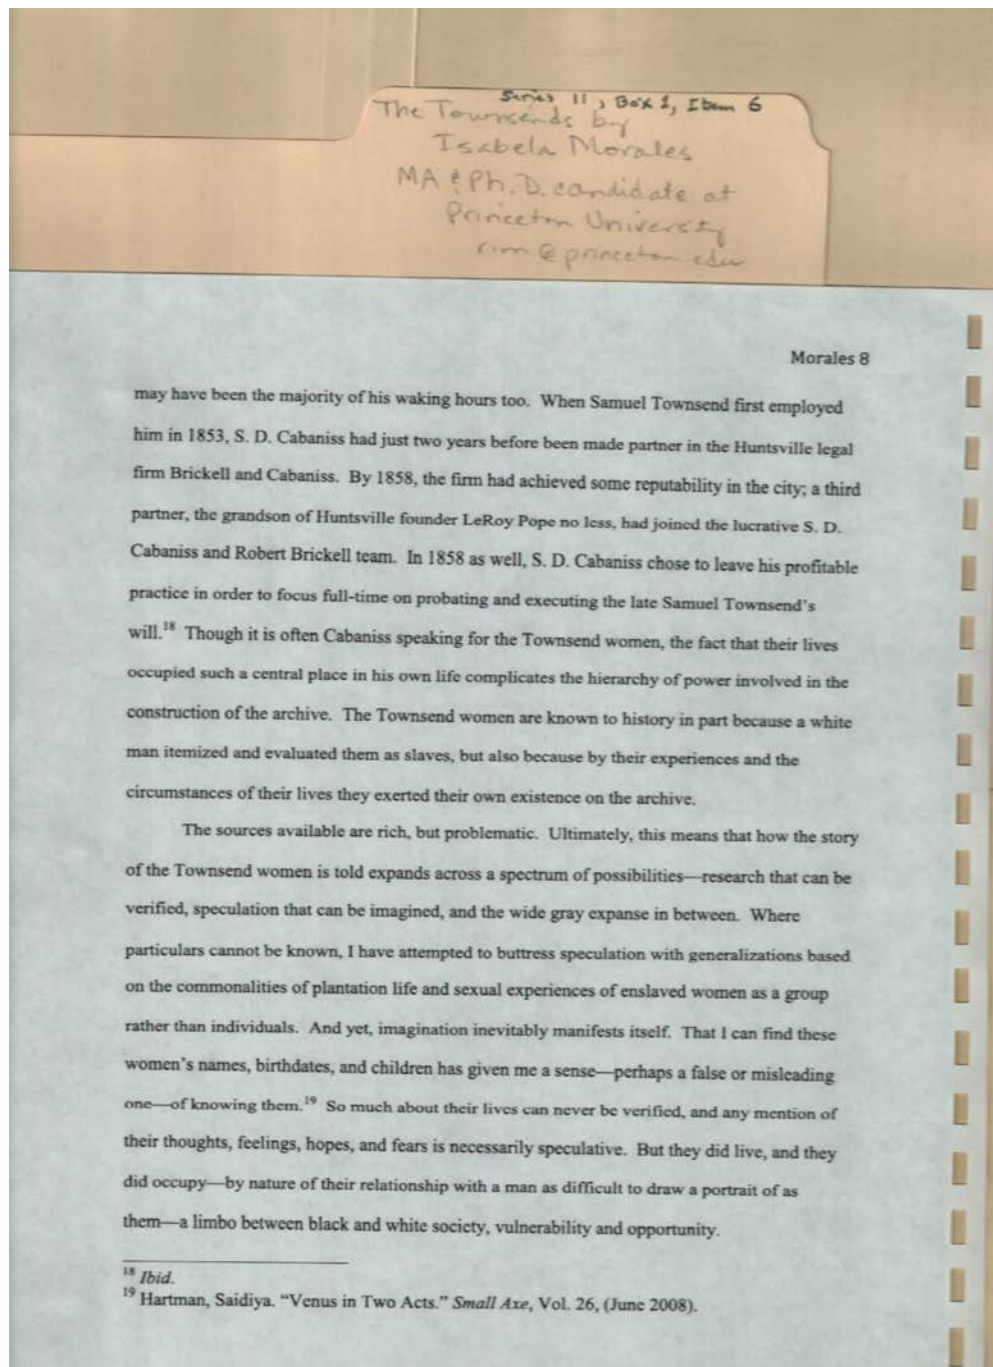 Series 11, Box 1, Item 6
The Townsends by
Isabela Morales
MA & Ph.D. candidate at
Princeton University
@princeton edu
Morales 8
may have been the majority of his waking hours too. When Samuel Townsend first employed
him in 1853, S. D. Cabaniss had just two years before been made partner in the Huntsville legal
firm Brickell and Cabaniss. By 1858, the firm had achieved some reputability in the city; a third
partner, the grandson of Huntsville founder LeRoy Pope no less, had joined the lucrative S. D.
Cabaniss and Robert Brickell team. In 1858 as well, S. D. Cabaniss chose to leave his profitable
practice in order to focus full-time on probating and executing the late Samuel Townsend's
will.18 Though it is often Cabaniss speaking for the Townsend women, the fact that their lives
occupied such a central place in his own life complicates the hierarchy of power involved in the
construction of the archive. The Townsend women are known to history in part because a white
man itemized and evaluated them as slaves, but also because by their experiences and the
circumstances of their lives they exerted their own existence on the archive.
The sources available are rich, but problematic. Ultimately, this means that how the story
of the Townsend women is told expands across a spectrum of possibilities—research that can be
verified, speculation that can be imagined, and the wide gray expanse in between. Where
particulars cannot be known, I have attempted to buttress speculation with generalizations based
on the commonalities of plantation life and sexual experiences of enslaved women as a group
rather than individuals. And yet, imagination inevitably manifests itself. That I can find these
women's names, birthdates, and children has given me a sense—perhaps a false or misleading
one—of knowing them.19 So much about their lives can never be verified, and any mention of
their thoughts, feelings, hopes, and fears is necessarily speculative. But they did live, and they
did occupy—by nature of their relationship with a man as difficult to draw a portrait of as
them—a limbo between black and white society, vulnerability and opportunity.
18 Ibid.
19 Hartman, Saidiya. "Venus in Two Acts." Small Axe, Vol. 26, (June 2008).